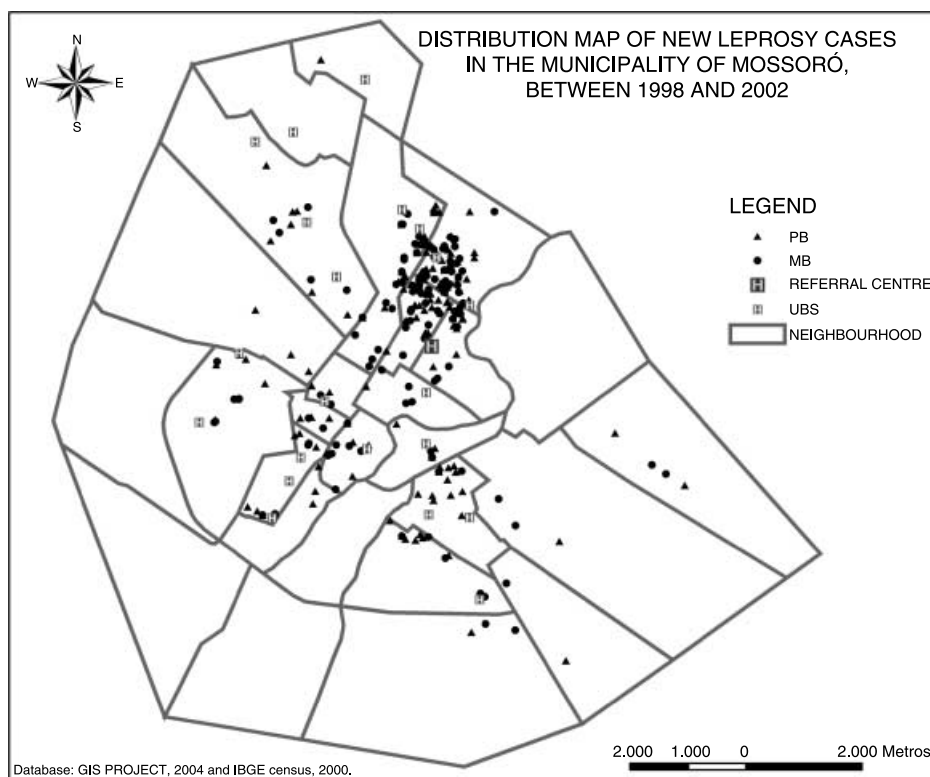 DISTRIBUTION MAP OF NEW LEPROSY CASES
IN THE MUNICIPALITY OF MOSSORÓ,
BETWEEN 1998 AND 2002
N
W E
S
LEGEND
PB
MB
H REFERRAL CENTRE
H UBS
NEIGHBOURHOOD
2.000 1.000 0 2.000 Metros
Database: GIS PROJECT, 2004 and IBGE census, 2000.